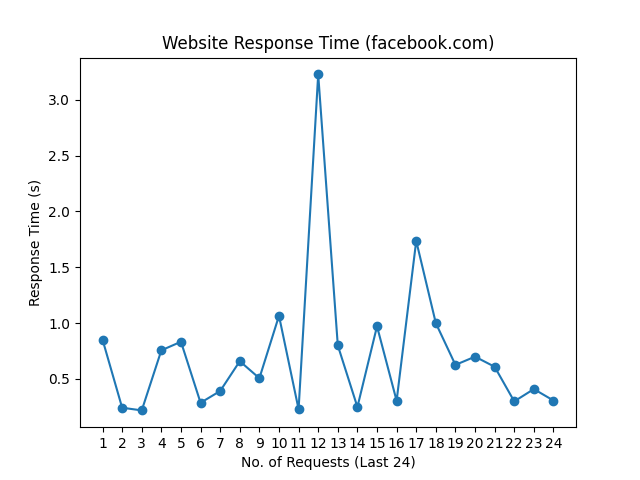 Website Response Time (facebook.com)
3.0
2.5
2.0
1.5
1.0
0.5
Response Time (s)
1 2 3 4 5 6 7 8 9 10 11 12 13 14 15 16 17 18 19 20 21 22 23 24
No. of Requests (Last 24)